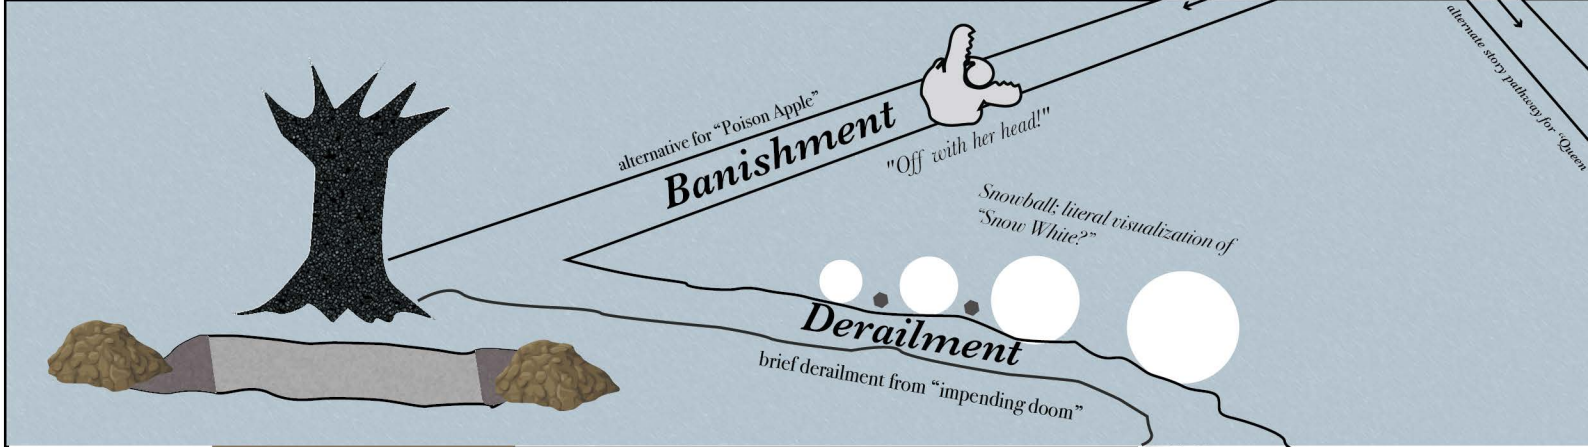 alternate story pathway for “Queen
alternative for “Poison Apple”
Banishment
"Off with her head!"
Snowball; literal visualization of
“Snow White?”
Derailment
brief derailment from “impending doom”